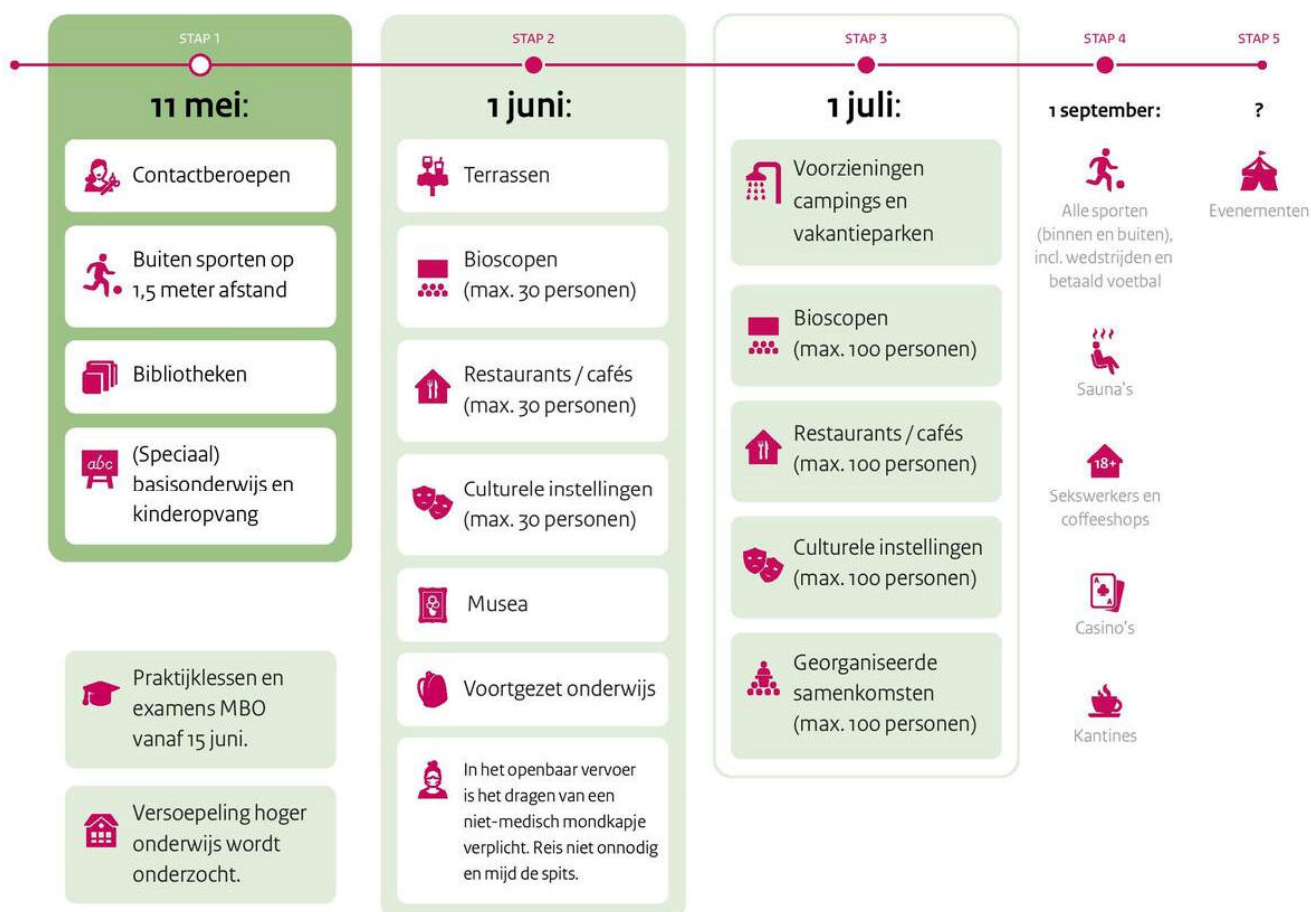 STAP 1
11 mei:
Contactberoepen
Buiten sporten op
1,5 meter afstand
Bibliotheken
abc
(Speciaal)
basisonderwijs en
kinderopvang
Praktijklessen en
examens MBO
vanaf 15 juni.
Versoepeling hoger
onderwijs wordt
onderzocht.
STAP 2
1 juni:
Terrassen
Bioscopen
(max. 30 personen)
Restaurants / cafés
(max. 30 personen)
Culturele instellingen
(max. 30 personen)
Musea
Voortgezet onderwijs
In het openbaar vervoer
is het dragen van een
niet-medisch mondkapje
verplicht. Reis niet onnodig
en mijd de spits.
STAP 3
1 juli:
Voorzieningen
campings en
vakantieparken
Bioscopen
(max. 100 personen)
Restaurants / cafés
(max. 100 personen)
Culturele instellingen
(max. 100 personen)
Georganiseerde
samenkomsten
(max. 100 personen)
STAP 4
1 september:
Alle sporten
(binnen en buiten),
incl. wedstrijden en
betaald voetbal
Sauna's
18+
Sekswerkers en
coffeeshops
A
A
Casino's
Kantines
STAP 5
?
Evenementen